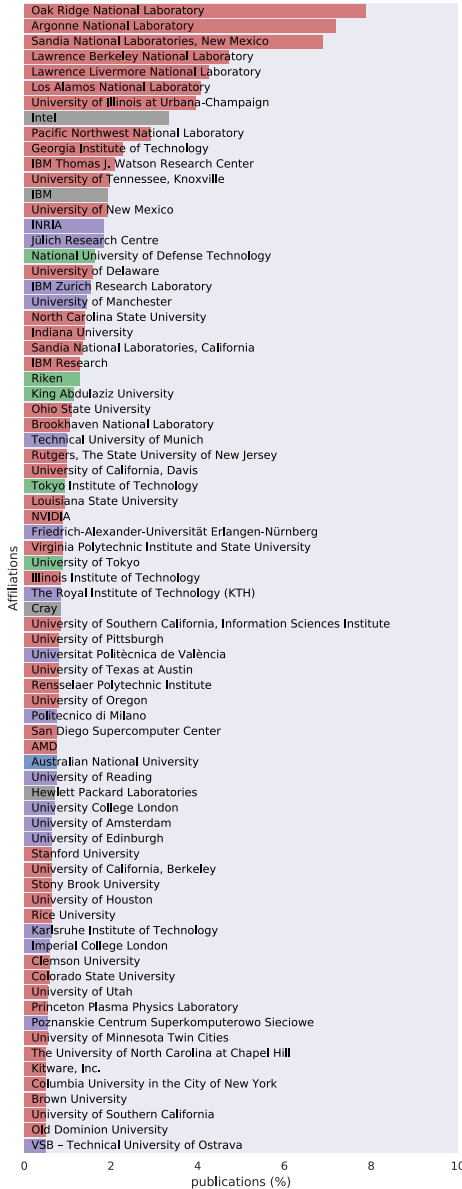 Oak Ridge National Laboratory
Argonne National Laboratory
Sandia National Laboratories, New Mexico
Lawrence Berkeley National Laboratory
Lawrence Livermore National Laboratory
Los Alamos National Laboratory
University of Illinois at Urbana-Champaign
Intel
Pacific Northwest National Laboratory
Georgia Institute of Technology
IBM Thomas J. Watson Research Center
University of Tennessee, Knoxville
IBM
University of New Mexico
INRIA
Jülich Research Centre
National University of Defense Technology
University of Delaware
IBM Zurich Research Laboratory
University of Manchester
North Carolina State University
Indiana University
Sandia National Laboratories, California
IBM Research
Riken
King Abdulaziz University
Ohio State University
Brookhaven National Laboratory
Technical University of Munich
Rutgers, The State University of New Jersey
University of California, Davis
Tokyo Institute of Technology
Louisiana State University
NVIDIA
Friedrich-Alexander-Universität Erlangen-Nürnberg
Virginia Polytechnic Institute and State University
University of Tokyo
Illinois Institute of Technology
The Royal Institute of Technology (KTH)
Cray
University of Southern California, Information Sciences Institute
University of Pittsburgh
Universitat Politècnica de València
University of Texas at Austin
Rensselaer Polytechnic Institute
University of Oregon
Politecnico di Milano
San Diego Supercomputer Center
AMD
Australian National University
University of Reading
Hewlett Packard Laboratories
University College London
University of Amsterdam
University of Edinburgh
Stanford University
University of California, Berkeley
Stony Brook University
University of Houston
Rice University
Karlsruhe Institute of Technology
Imperial College London
Clemson University
Colorado State University
University of Utah
Princeton Plasma Physics Laboratory
Poznanskie Centrum Superkomputerowo Sieciowe
University of Minnesota Twin Cities
The University of North Carolina at Chapel Hill
Kitware, Inc.
Columbia University in the City of New York
Brown University
University of Southern California
Old Dominion University
VSB – Technical University of Ostrava
Affiliations
0 2 4 6 8 10
publications (%)